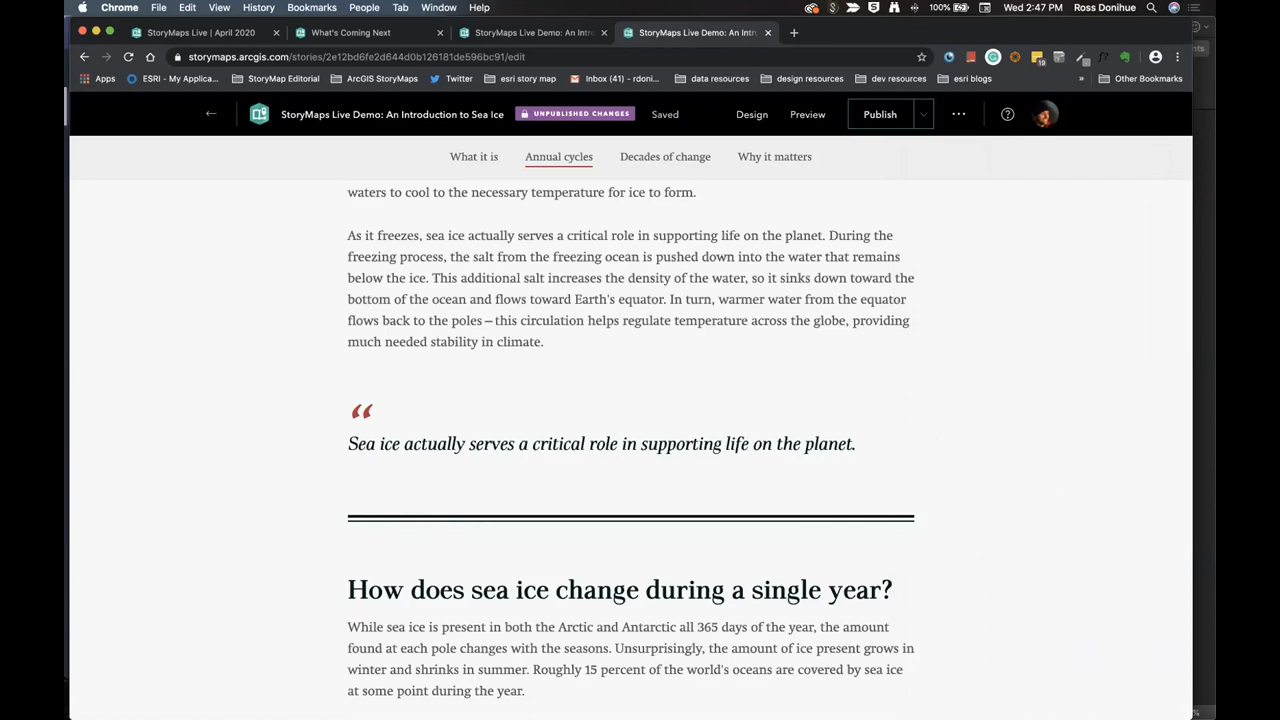 Chrome File Edit View History Bookmarks People Tab Window Help 100% Wed 2:47 PM Ross Donihue
StoryMaps Live | April 2020 × What's Coming Next × StoryMaps Live Demo: An Intro × StoryMaps Live Demo: An Intr × +
storymaps.arcgis.com/stories/2e12bd6fe2d644d0b126181de596bc91/edit
Apps ESRI - My Applica... StoryMap Editorial ArcGIS StoryMaps Twitter Inbox (41) - rdoni... data resources design resources dev resources esri blogs » Other Bookmarks
StoryMaps Live Demo: An Introduction to Sea Ice UNPUBLISHED CHANGES Saved Design Preview Publish
What it is Annual cycles Decades of change Why it matters
waters to cool to the necessary temperature for ice to form.
As it freezes, sea ice actually serves a critical role in supporting life on the planet. During the
freezing process, the salt from the freezing ocean is pushed down into the water that remains
below the ice. This additional salt increases the density of the water, so it sinks down toward the
bottom of the ocean and flows toward Earth's equator. In turn, warmer water from the equator
flows back to the poles – this circulation helps regulate temperature across the globe, providing
much needed stability in climate.
“
Sea ice actually serves a critical role in supporting life on the planet.
How does sea ice change during a single year?
While sea ice is present in both the Arctic and Antarctic all 365 days of the year, the amount
found at each pole changes with the seasons. Unsurprisingly, the amount of ice present grows in
winter and shrinks in summer. Roughly 15 percent of the world's oceans are covered by sea ice
at some point during the year.